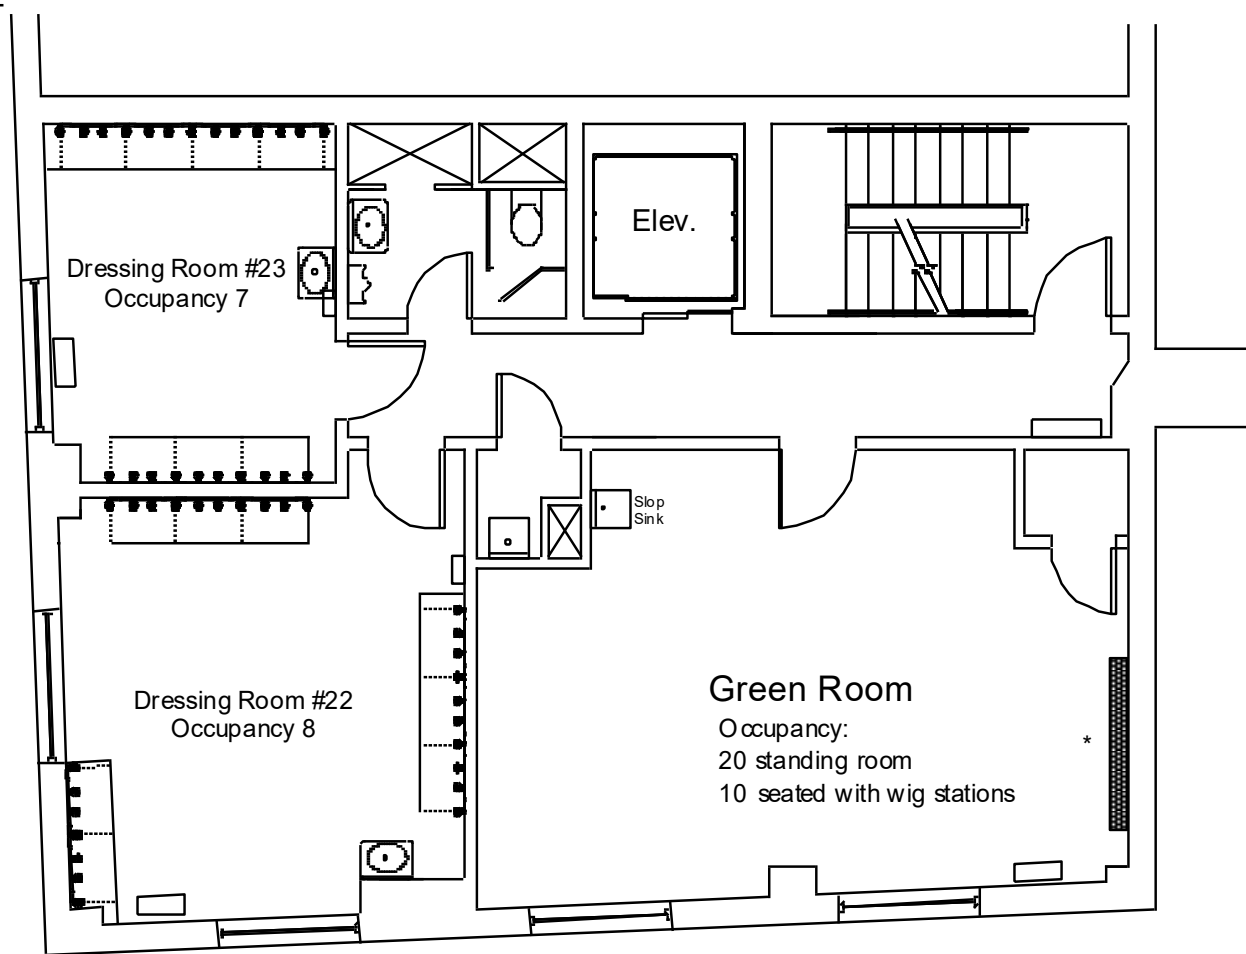 Elev.
Dressing Room #23
Occupancy 7
Slop
Sink
Dressing Room #22
Occupancy 8
Green Room
Occupancy:
20 standing room
*
10 seated with wig stations